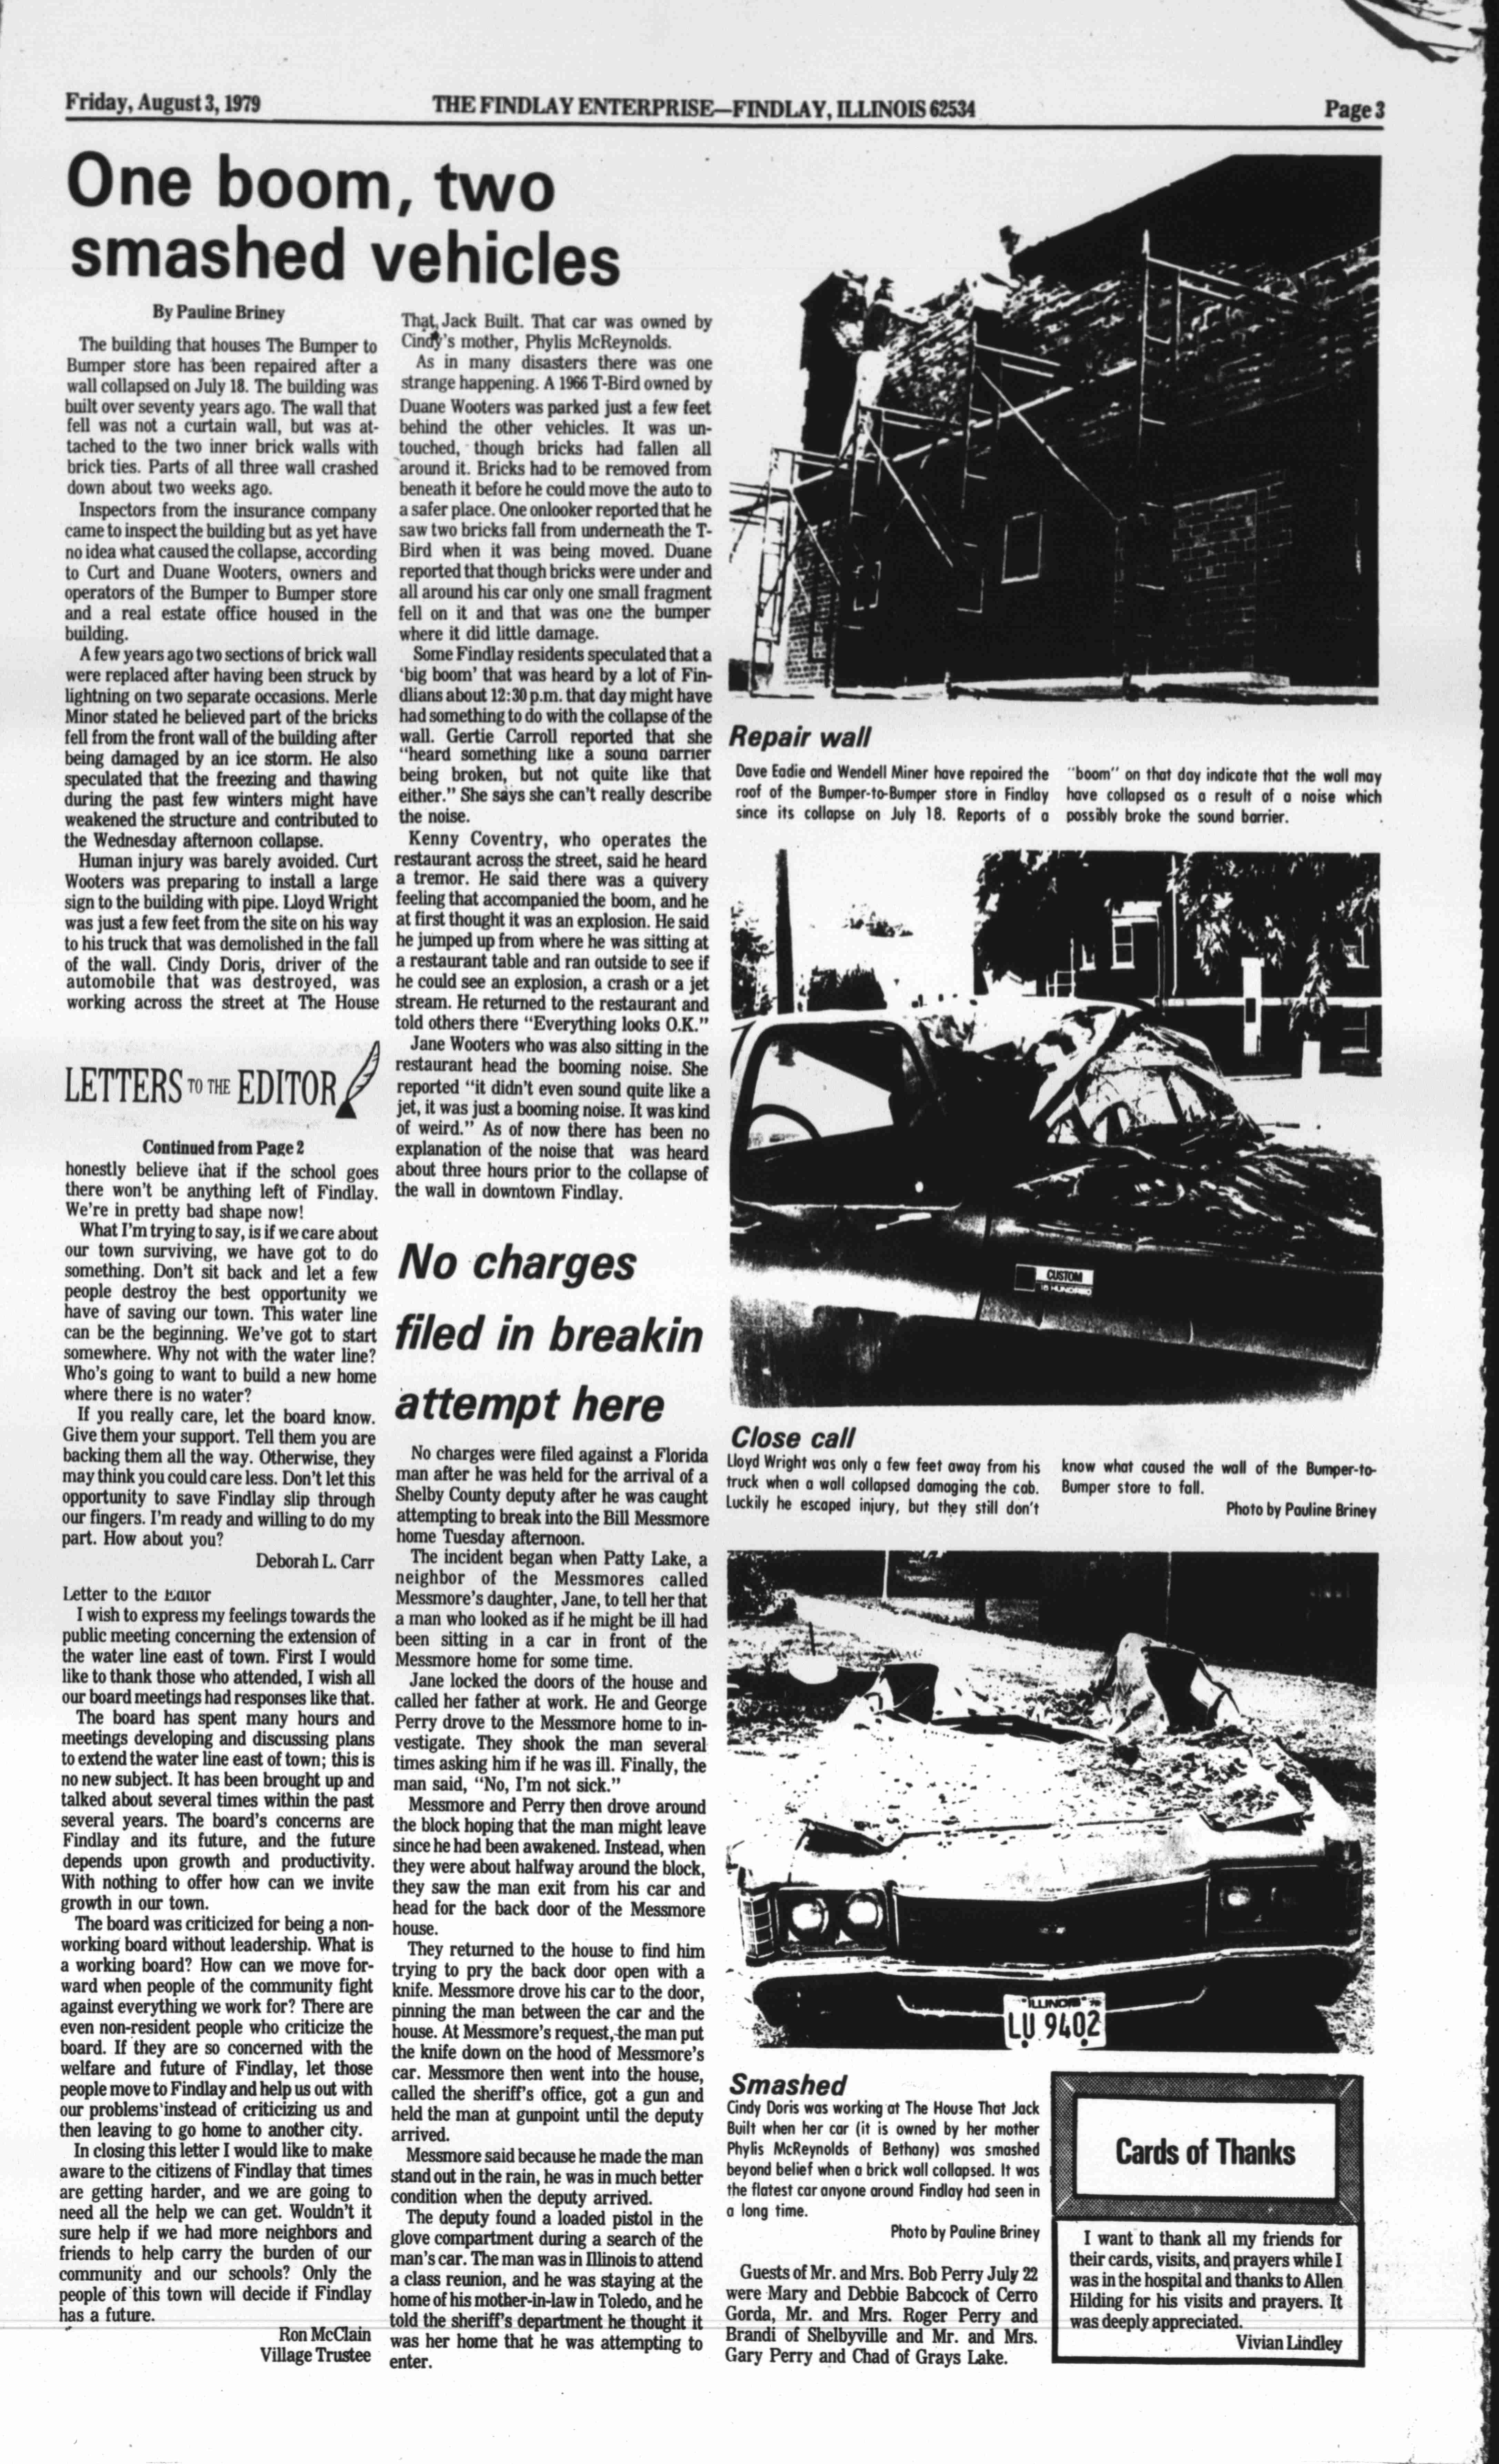 Friday, August 3, 1979
THE FINDLAY ENTERPRISE—FINDLAY, ILLINOIS 62534
Page 3
One boom, two
smashed vehicles
By Pauline Briney
The building that houses The Bumper to
Bumper store has been repaired after a
wall collapsed on July 18. The building was
built over seventy years ago. The wall that
fell was not a curtain wall, but was at-
tached to the two inner brick walls with
brick ties. Parts of all three wall crashed
down about two weeks ago.
Inspectors from the insurance company
came to inspect the building but as yet have
no idea what caused the collapse, according
to Curt and Duane Wooters, owners and
operators of the Bumper to Bumper store
and a real estate office housed in the
building.
A few years ago two sections of brick wall
were replaced after having been struck by
lightning on two separate occasions. Merle
Minor stated he believed part of the bricks
fell from the front wall of the building after
being damaged by an ice storm. He also
speculated that the freezing and thawing
during the past few winters might have
weakened the structure and contributed to
the Wednesday afternoon collapse.
Human injury was barely avoided. Curt
Wooters was preparing to install a large
sign to the building with pipe. Lloyd Wright
was just a few feet from the site on his way
to his truck that was demolished in the fall
of the wall. Cindy Doris, driver of the
automobile that was destroyed, was
working across the street at The House
That Jack Built. That car was owned by
Cindy's mother, Phylis McReynolds.
As in many disasters there was one
strange happening. A 1966 T-Bird owned by
Duane Wooters was parked just a few feet
behind the other vehicles. It was un-
touched, though bricks had fallen all
around it. Bricks had to be removed from
beneath it before he could move the auto to
a safer place. One onlooker reported that he
saw two bricks fall from underneath the T-
Bird when it was being moved. Duane
reported that though bricks were under and
all around his car only one small fragment
fell on it and that was one the bumper
where it did little damage.
Some Findlay residents speculated that a
'big boom' that was heard by a lot of Fin-
dlians about 12:30 p.m. that day might have
had something to do with the collapse of the
wall. Gertie Carroll reported that she
"heard something like a sound barrier
being broken, but not quite like that
either." She says she can't really describe
the noise.
Kenny Coventry, who operates the
restaurant across the street, said he heard
a tremor. He said there was a quivery
feeling that accompanied the boom, and he
at first thought it was an explosion. He said
he jumped up from where he was sitting at
a restaurant table and ran outside to see if
he could see an explosion, a crash or a jet
stream. He returned to the restaurant and
told others there "Everything looks O.K."
Jane Wooters who was also sitting in the
restaurant head the booming noise. She
reported "it didn't even sound quite like a
jet, it was just a booming noise. It was kind
of weird." As of now there has been no
explanation of the noise that was heard
about three hours prior to the collapse of
the wall in downtown Findlay.
LETTERS TO THE EDITOR
Continued from Page 2
honestly believe that if the school goes
there won't be anything left of Findlay.
We're in pretty bad shape now!
What I'm trying to say, is if we care about
our town surviving, we have got to do
something. Don't sit back and let a few
people destroy the best opportunity we
have of saving our town. This water line
can be the beginning. We've got to start
somewhere. Why not with the water line?
Who's going to want to build a new home
where there is no water?
If you really care, let the board know.
Give them your support. Tell them you are
backing them all the way. Otherwise, they
may think you could care less. Don't let this
opportunity to save Findlay slip through
our fingers. I'm ready and willing to do my
part. How about you?
Deborah L. Carr
Letter to the Editor
I wish to express my feelings towards the
public meeting concerning the extension of
the water line east of town. First I would
like to thank those who attended, I wish all
our board meetings had responses like that.
The board has spent many hours and
meetings developing and discussing plans
to extend the water line east of town; this is
no new subject. It has been brought up and
talked about several times within the past
several years. The board's concerns are
Findlay and its future, and the future
depends upon growth and productivity.
With nothing to offer how can we invite
growth in our town.
The board was criticized for being a non-
working board without leadership. What is
a working board? How can we move for-
ward when people of the community fight
against everything we work for? There are
even non-resident people who criticize the
board. If they are so concerned with the
welfare and future of Findlay, let those
people move to Findlay and help us out with
our problems instead of criticizing us and
then leaving to go home to another city.
In closing this letter I would like to make
aware to the citizens of Findlay that times
are getting harder, and we are going to
need all the help we can get. Wouldn't it
sure help if we had more neighbors and
friends to help carry the burden of our
community and our schools? Only the
people of this town will decide if Findlay
has a future.
Ron McClain
Village Trustee
No charges
filed in breakin
attempt here
No charges were filed against a Florida
man after he was held for the arrival of a
Shelby County deputy after he was caught
attempting to break into the Bill Messmore
home Tuesday afternoon.
The incident began when Patty Lake, a
neighbor of the Messmores called
Messmore's daughter, Jane, to tell her that
a man who looked as if he might be ill had
been sitting in a car in front of the
Messmore home for some time.
Jane locked the doors of the house and
called her father at work. He and George
Perry drove to the Messmore home to in-
vestigate. They shook the man several
times asking him if he was ill. Finally, the
man said, "No, I'm not sick."
Messmore and Perry then drove around
the block hoping that the man might leave
since he had been awakened. Instead, when
they were about halfway around the block,
they saw the man exit from his car and
head for the back door of the Messmore
house.
They returned to the house to find him
trying to pry the back door open with a
knife. Messmore drove his car to the door,
pinning the man between the car and the
house. At Messmore's request, the man put
the knife down on the hood of Messmore's
car. Messmore then went into the house,
called the sheriff's office, got a gun and
held the man at gunpoint until the deputy
arrived.
Messmore said because he made the man
stand out in the rain, he was in much better
condition when the deputy arrived.
The deputy found a loaded pistol in the
glove compartment during a search of the
man's car. The man was in Illinois to attend
a class reunion, and he was staying at the
home of his mother-in-law in Toledo, and he
told the sheriff's department he thought it
was her home that he was attempting to
enter.
Repair wall
Dave Eadie and Wendell Miner have repaired the
roof of the Bumper-to-Bumper store in Findlay
since its collapse on July 18. Reports of a
"boom" on that day indicate that the wall may
have collapsed as a result of a noise which
possibly broke the sound barrier.
CUSTOM
15 HUNDRED
Close call
Lloyd Wright was only a few feet away from his
truck when a wall collapsed damaging the cab.
Luckily he escaped injury, but they still don't
know what caused the wall of the Bumper-to-
Bumper store to fall.
Photo by Pauline Briney
ILLINOIS 79
LU 9402
Smashed
Cindy Doris was working at The House That Jack
Built when her car (it is owned by her mother
Phylis McReynolds of Bethany) was smashed
beyond belief when a brick wall collapsed. It was
the flatest car anyone around Findlay had seen in
a long time.
Photo by Pauline Briney
Guests of Mr. and Mrs. Bob Perry July 22
were Mary and Debbie Babcock of Cerro
Gorda, Mr. and Mrs. Roger Perry and
Brandi of Shelbyville and Mr. and Mrs.
Gary Perry and Chad of Grays Lake.
Cards of Thanks
I want to thank all my friends for
their cards, visits, and prayers while I
was in the hospital and thanks to Allen
Hilding for his visits and prayers. It
was deeply appreciated.
Vivian Lindley